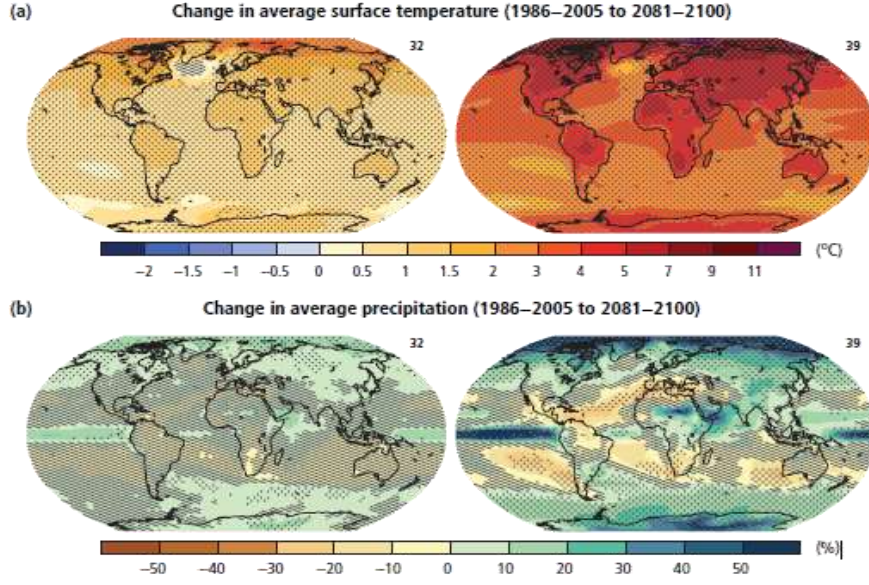 (a) Change in average surface temperature (1986–2005 to 2081–2100)
32 39
−2 −1.5 −1 −0.5 0 0.5 1 1.5 2 3 4 5 7 9 11 (°C)
(b) Change in average precipitation (1986–2005 to 2081–2100)
32 39
−50 −40 −30 −20 −10 0 10 20 30 40 50 (%)